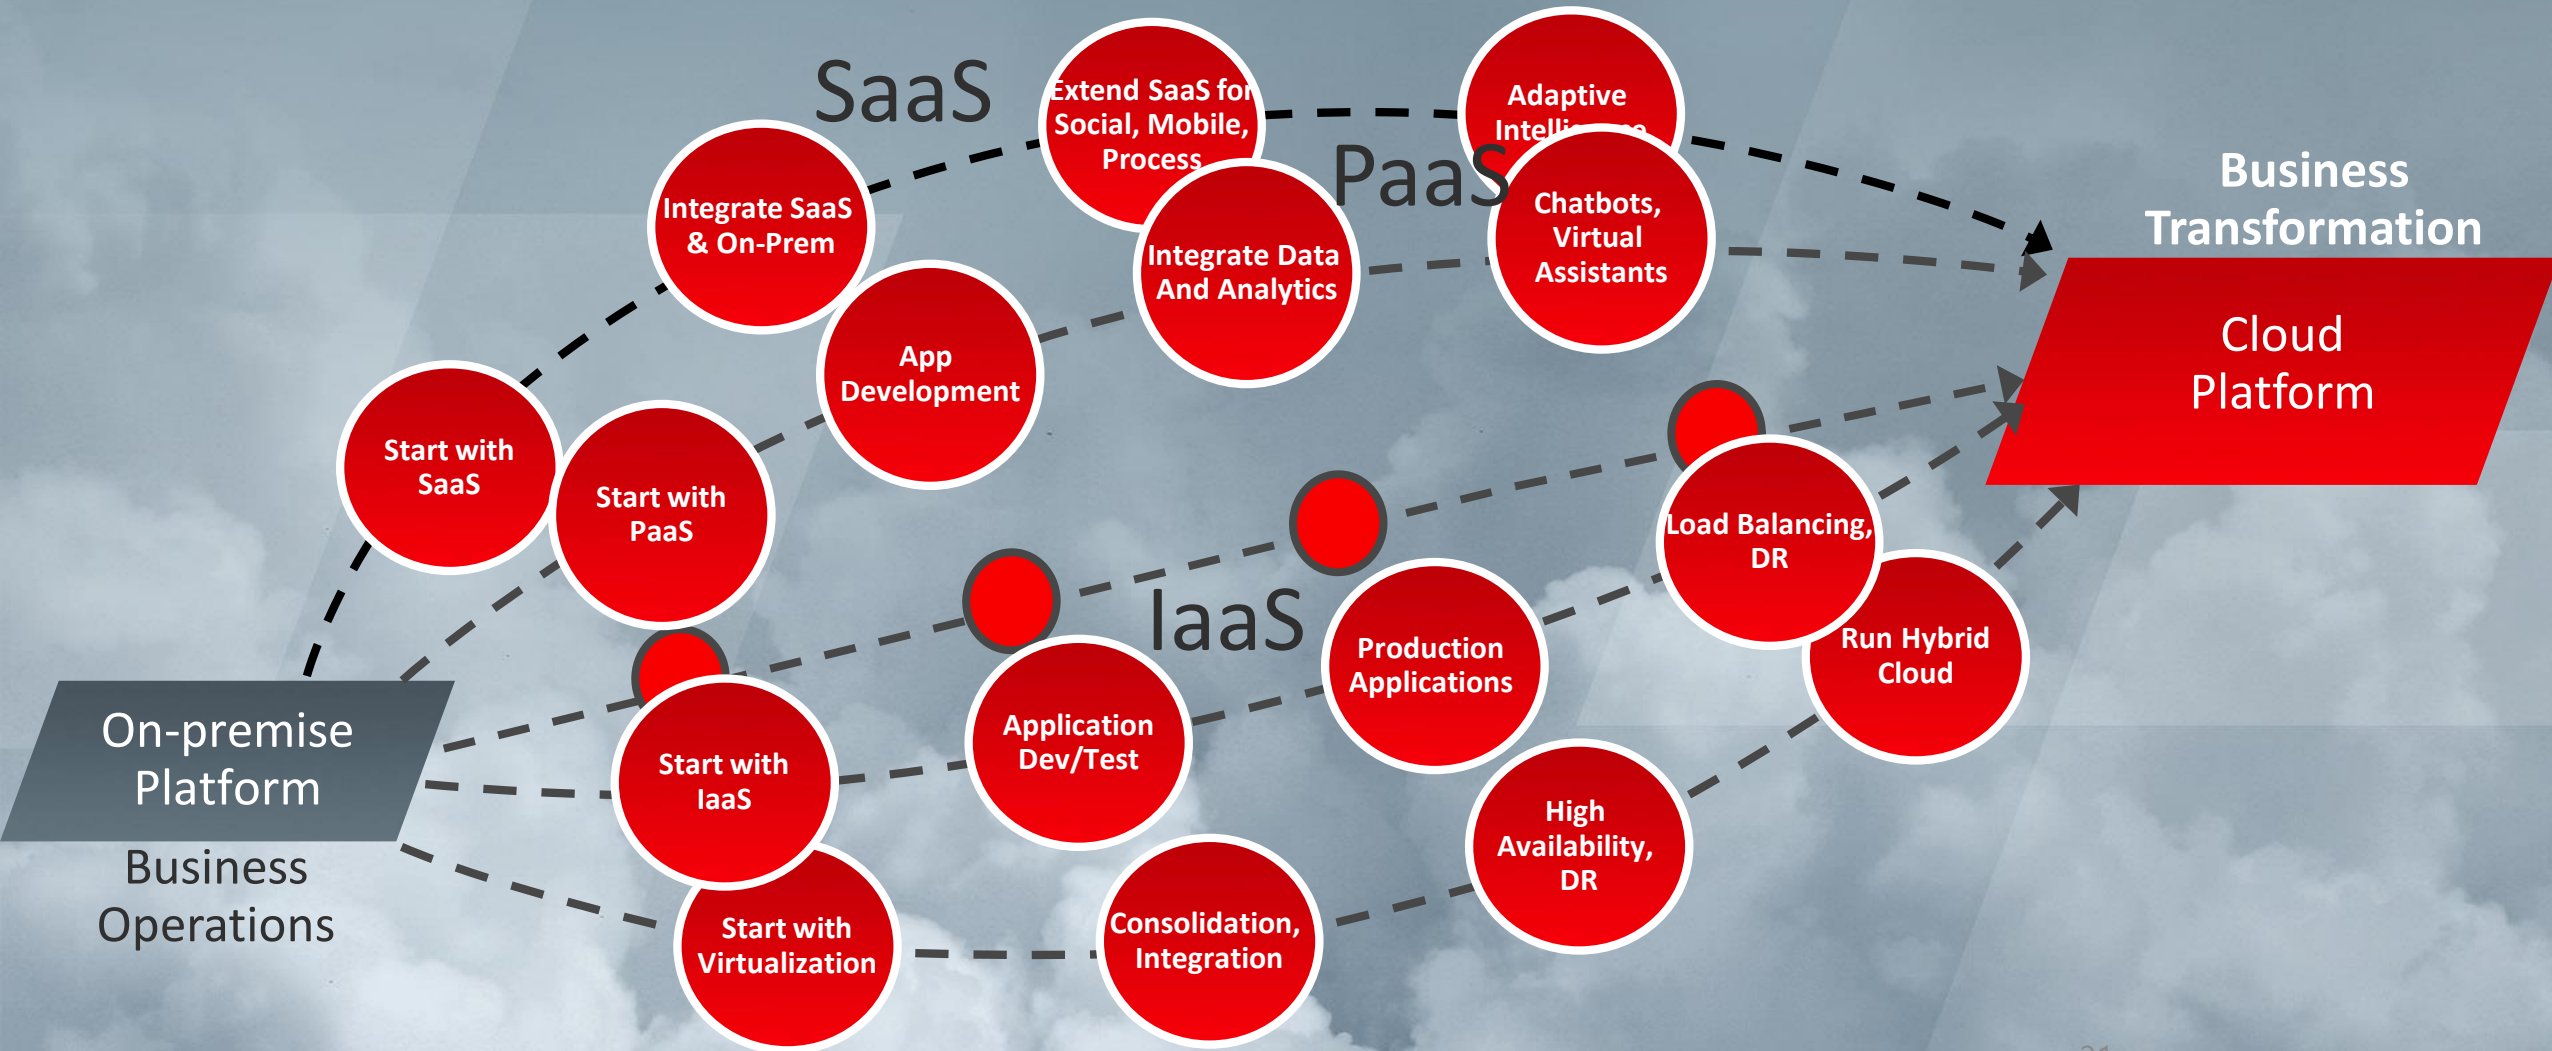 SaaS
Extend SaaS for
Social, Mobile,
Process
Adaptive
PaaS
Integrate SaaS
& On-Prem
Integrate Data
And Analytics
Chatbots,
Virtual
Assistants
Business
Transformation
Cloud
Platform
App
Development
Start with
SaaS
Start with
PaaS
IaaS
Load Balancing,
DR
Production
Applications
Run Hybrid
Cloud
On-premise
Platform
Business
Operations
Start with
IaaS
Application
Dev/Test
High
Availability,
DR
Start with
Virtualization
Consolidation,
Integration